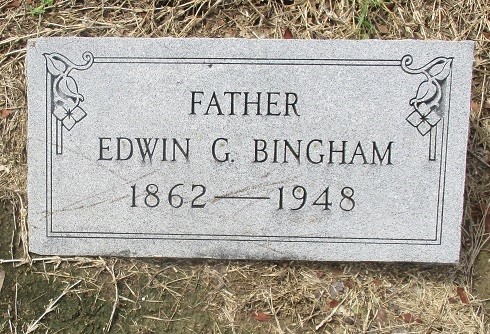 FATHER
EDWIN G. BINGHAM
1862—1948